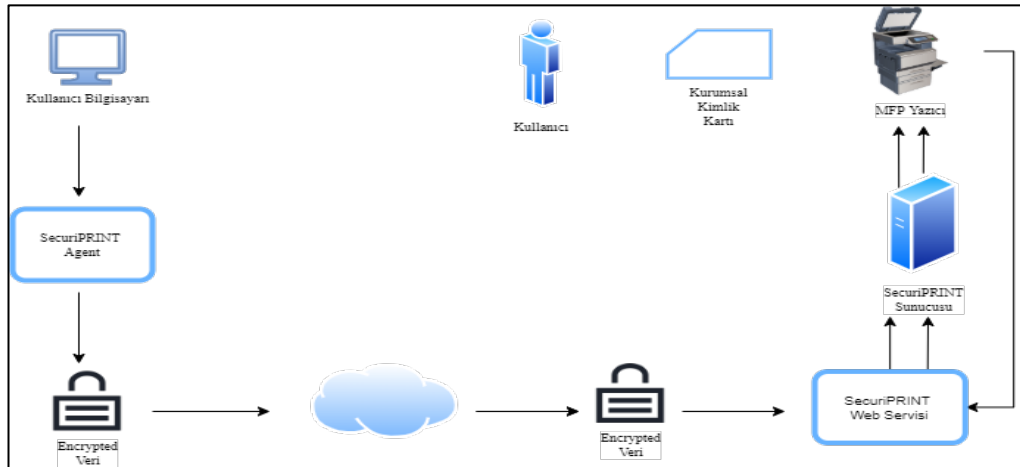 Kullanıcı Bilgisayarı
Kullanıcı
Kurumsal
Kimlik
Kartı
MFP Yazıcı
SecuriPRINT
Agent
SecuriPRINT
Sunucusu
Encrypted
Veri
Encrypted
Veri
SecuriPRINT
Web Servisi